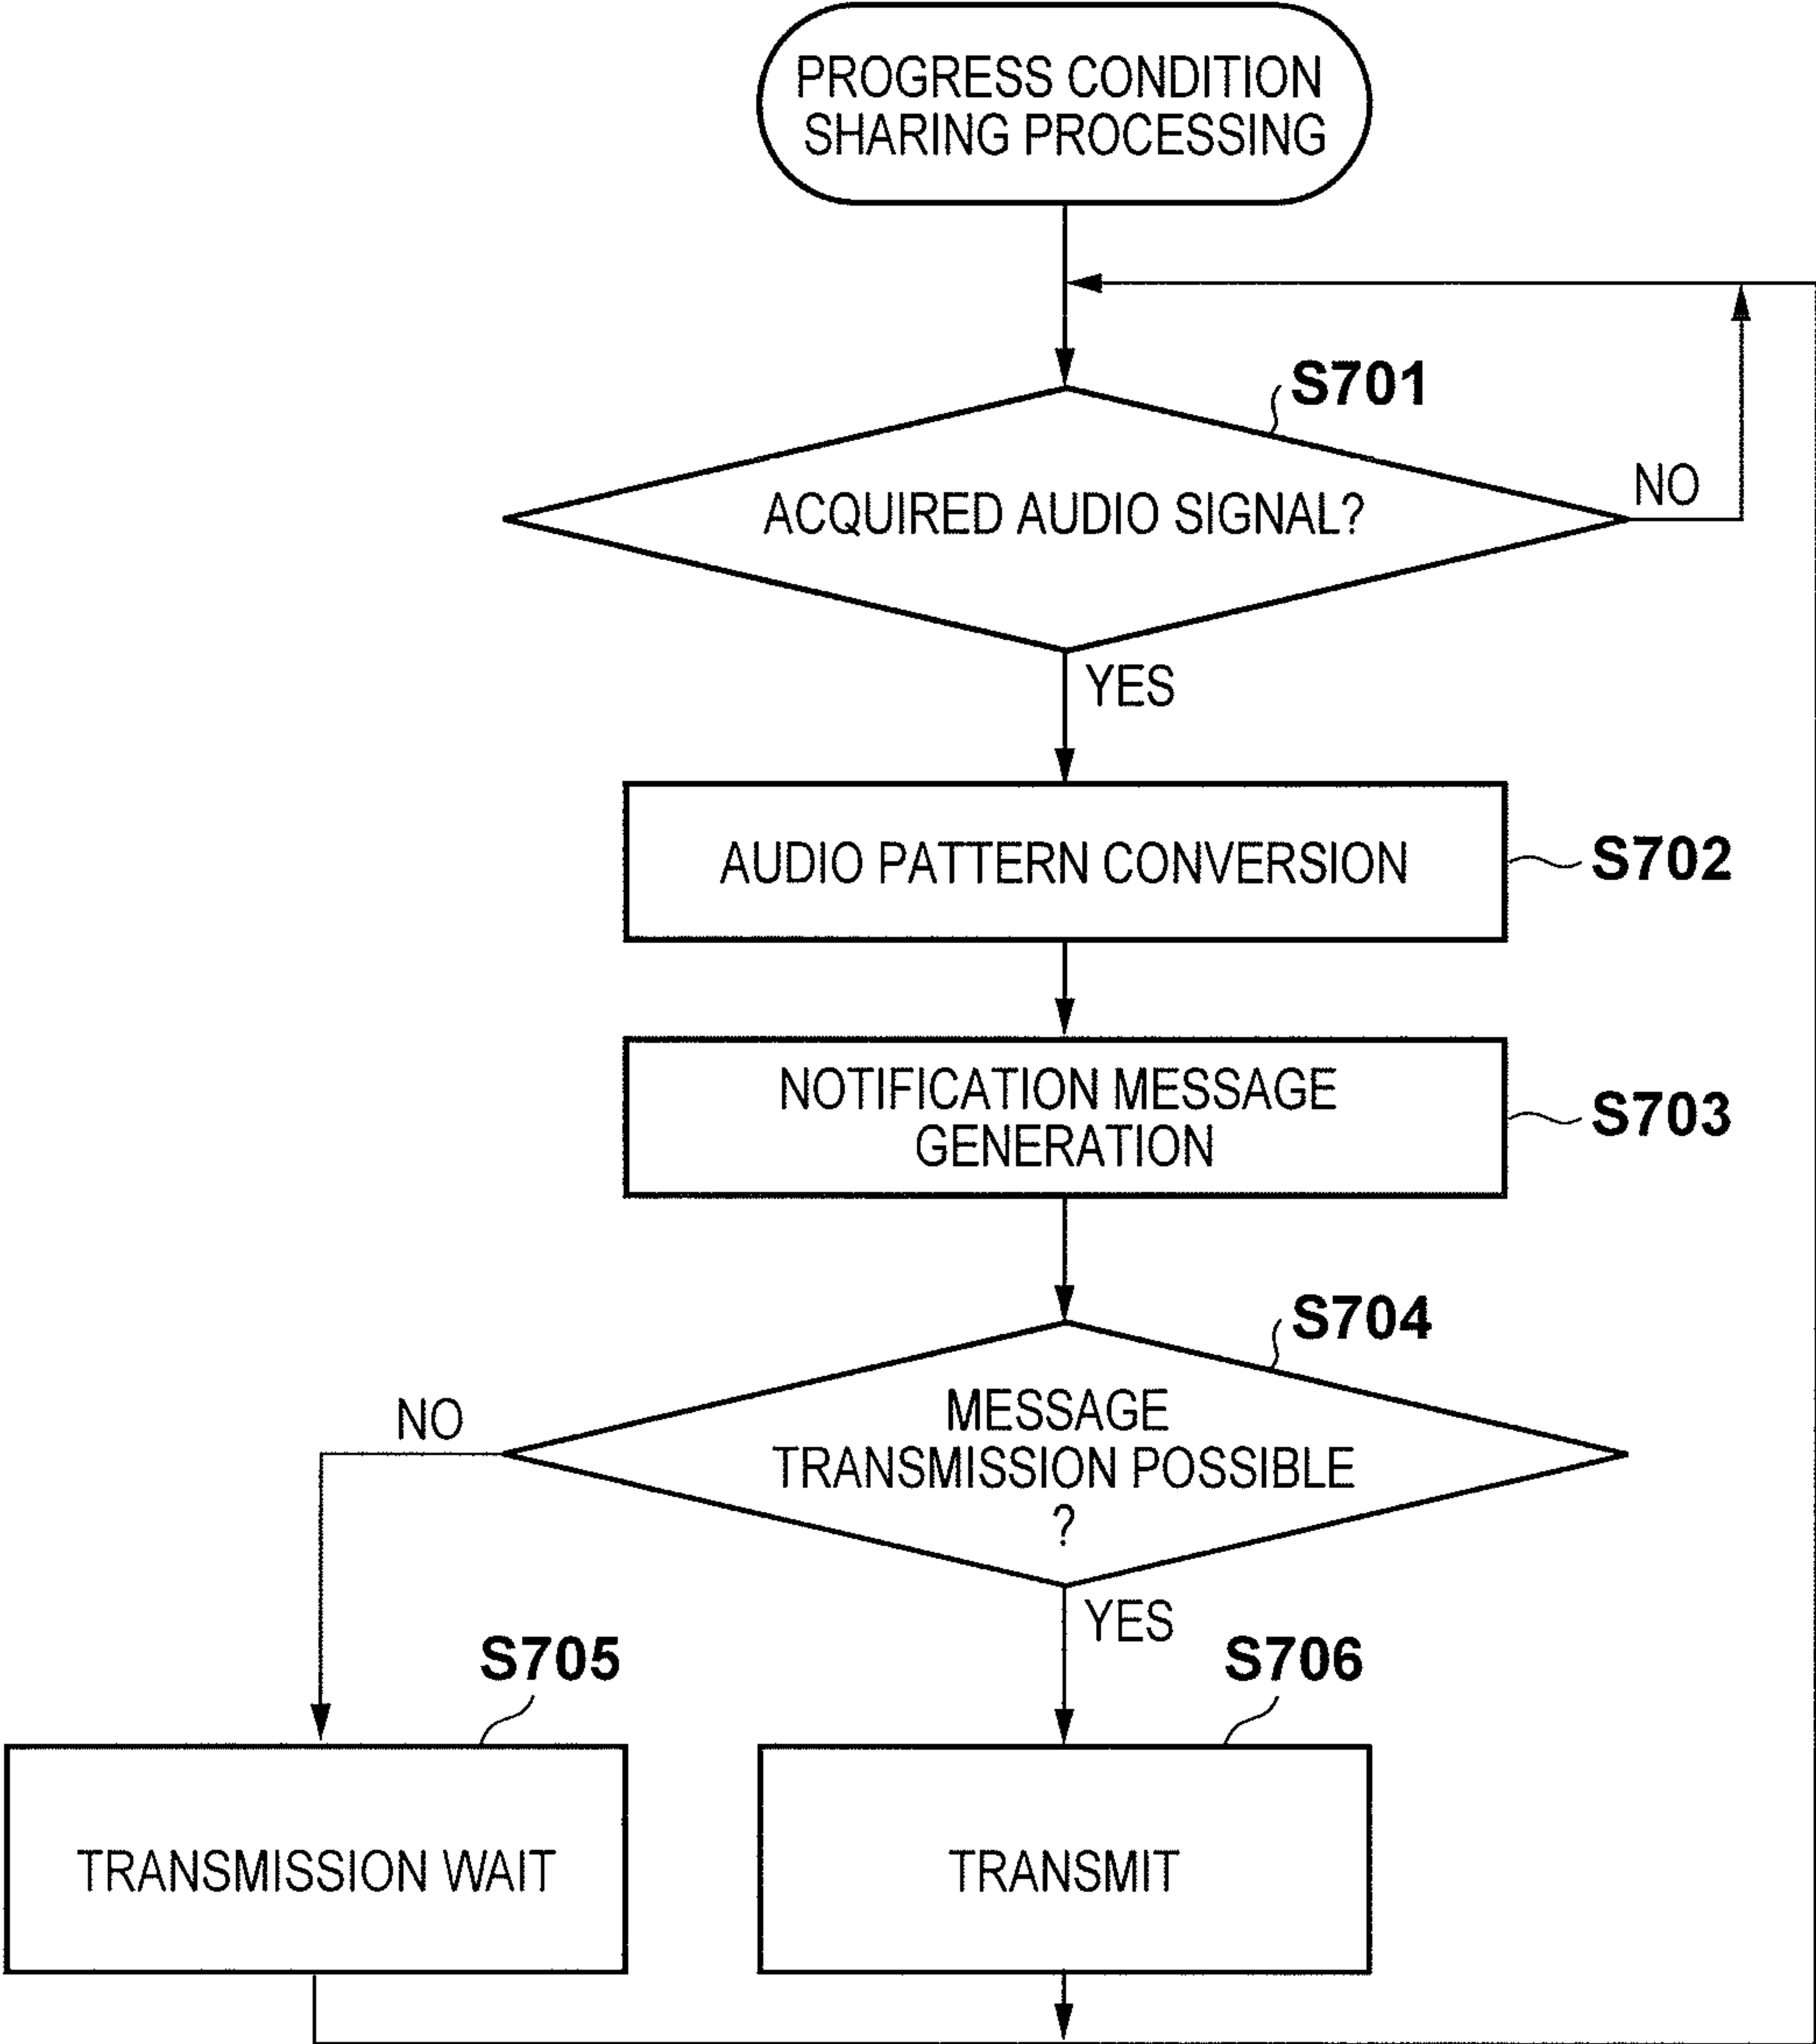 PROGRESS CONDITION
SHARING PROCESSING
S701
ACQUIRED AUDIO SIGNAL?
NO
YES
AUDIO PATTERN CONVERSION
S702
NOTIFICATION MESSAGE
GENERATION
S703
S704
NO
MESSAGE
TRANSMISSION POSSIBLE
?
YES
S705
S706
TRANSMISSION WAIT
TRANSMIT